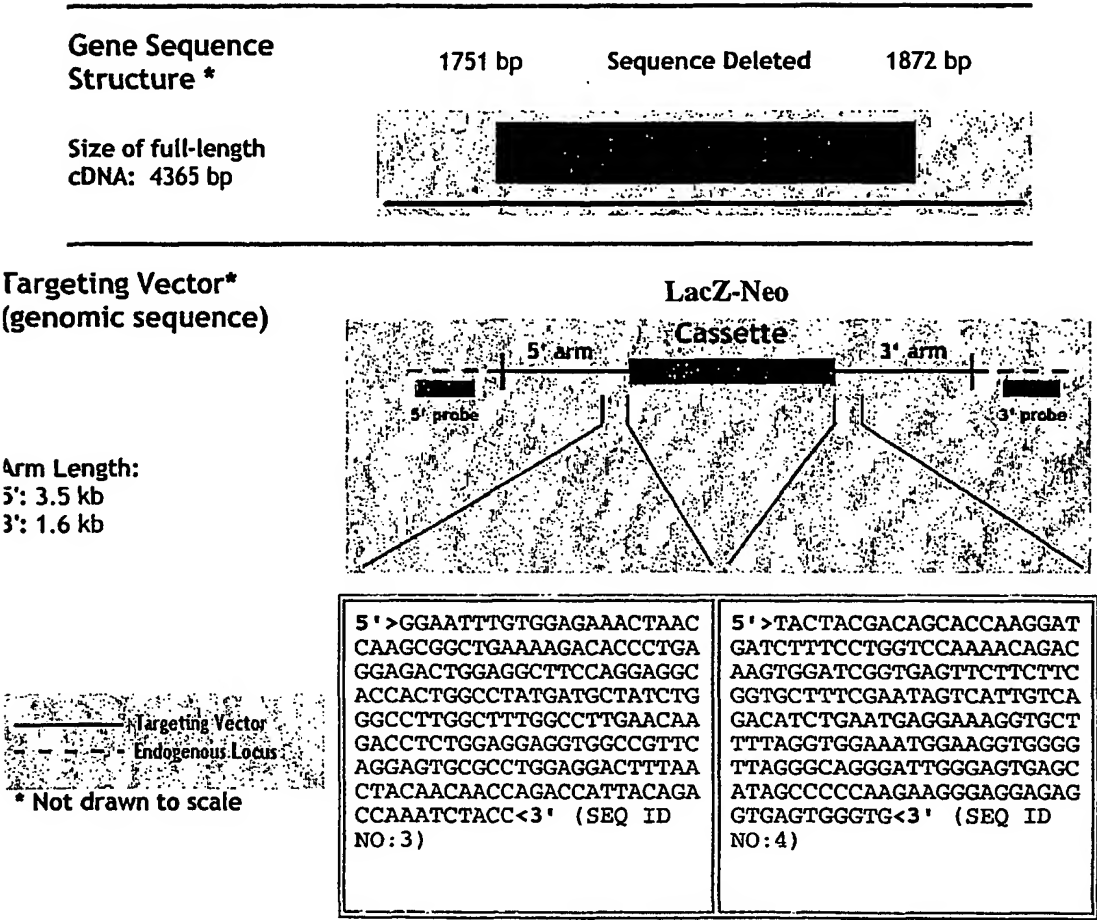 Gene Sequence
Structure *
1751 bp Sequence Deleted 1872 bp
Size of full-length
cDNA: 4365 bp
Targeting Vector*
(genomic sequence)
LacZ-Neo
Cassette
5' arm
3' arm
5' probe
3' probe
Arm Length:
5': 3.5 kb
3': 1.6 kb
5'>GGAATTTGTGGAGAAACTAAC
CAAGCGGCTGAAAAGACACCCTGA
GGAGACTGGAGGCTTCCAGGAGGC
ACCACTGGCCTATGATGCTATCTG
GGCCTTGGCTTTGGCCTTGAACAA
GACCTCTGGAGGAGGTGGCCGTTC
AGGAGTGCGCCTGGAGGACTTTAA
CTACAACAACCAGACCATTACAGA
CCAAATCTACC<3' (SEQ ID
NO:3)
5'>TACTACGACAGCACCAAGGAT
GATCTTTCCTGGTCCAAAACAGAC
AAGTGGATCGGTGAGTTCTTCTTC
GGTGCTTTCGAATAGTCATTGTCA
GACATCTGAATGAGGAAAGGTGCT
TTTAGGTGGAAATGGAAGGTGGGG
TTAGGGCAGGGATTGGGAGTGAGC
ATAGCCCCCAAGAAGGGAGGAGAG
GTGAGTGGGTG<3' (SEQ ID
NO:4)
Targeting Vector
Endogenous Locus
* Not drawn to scale